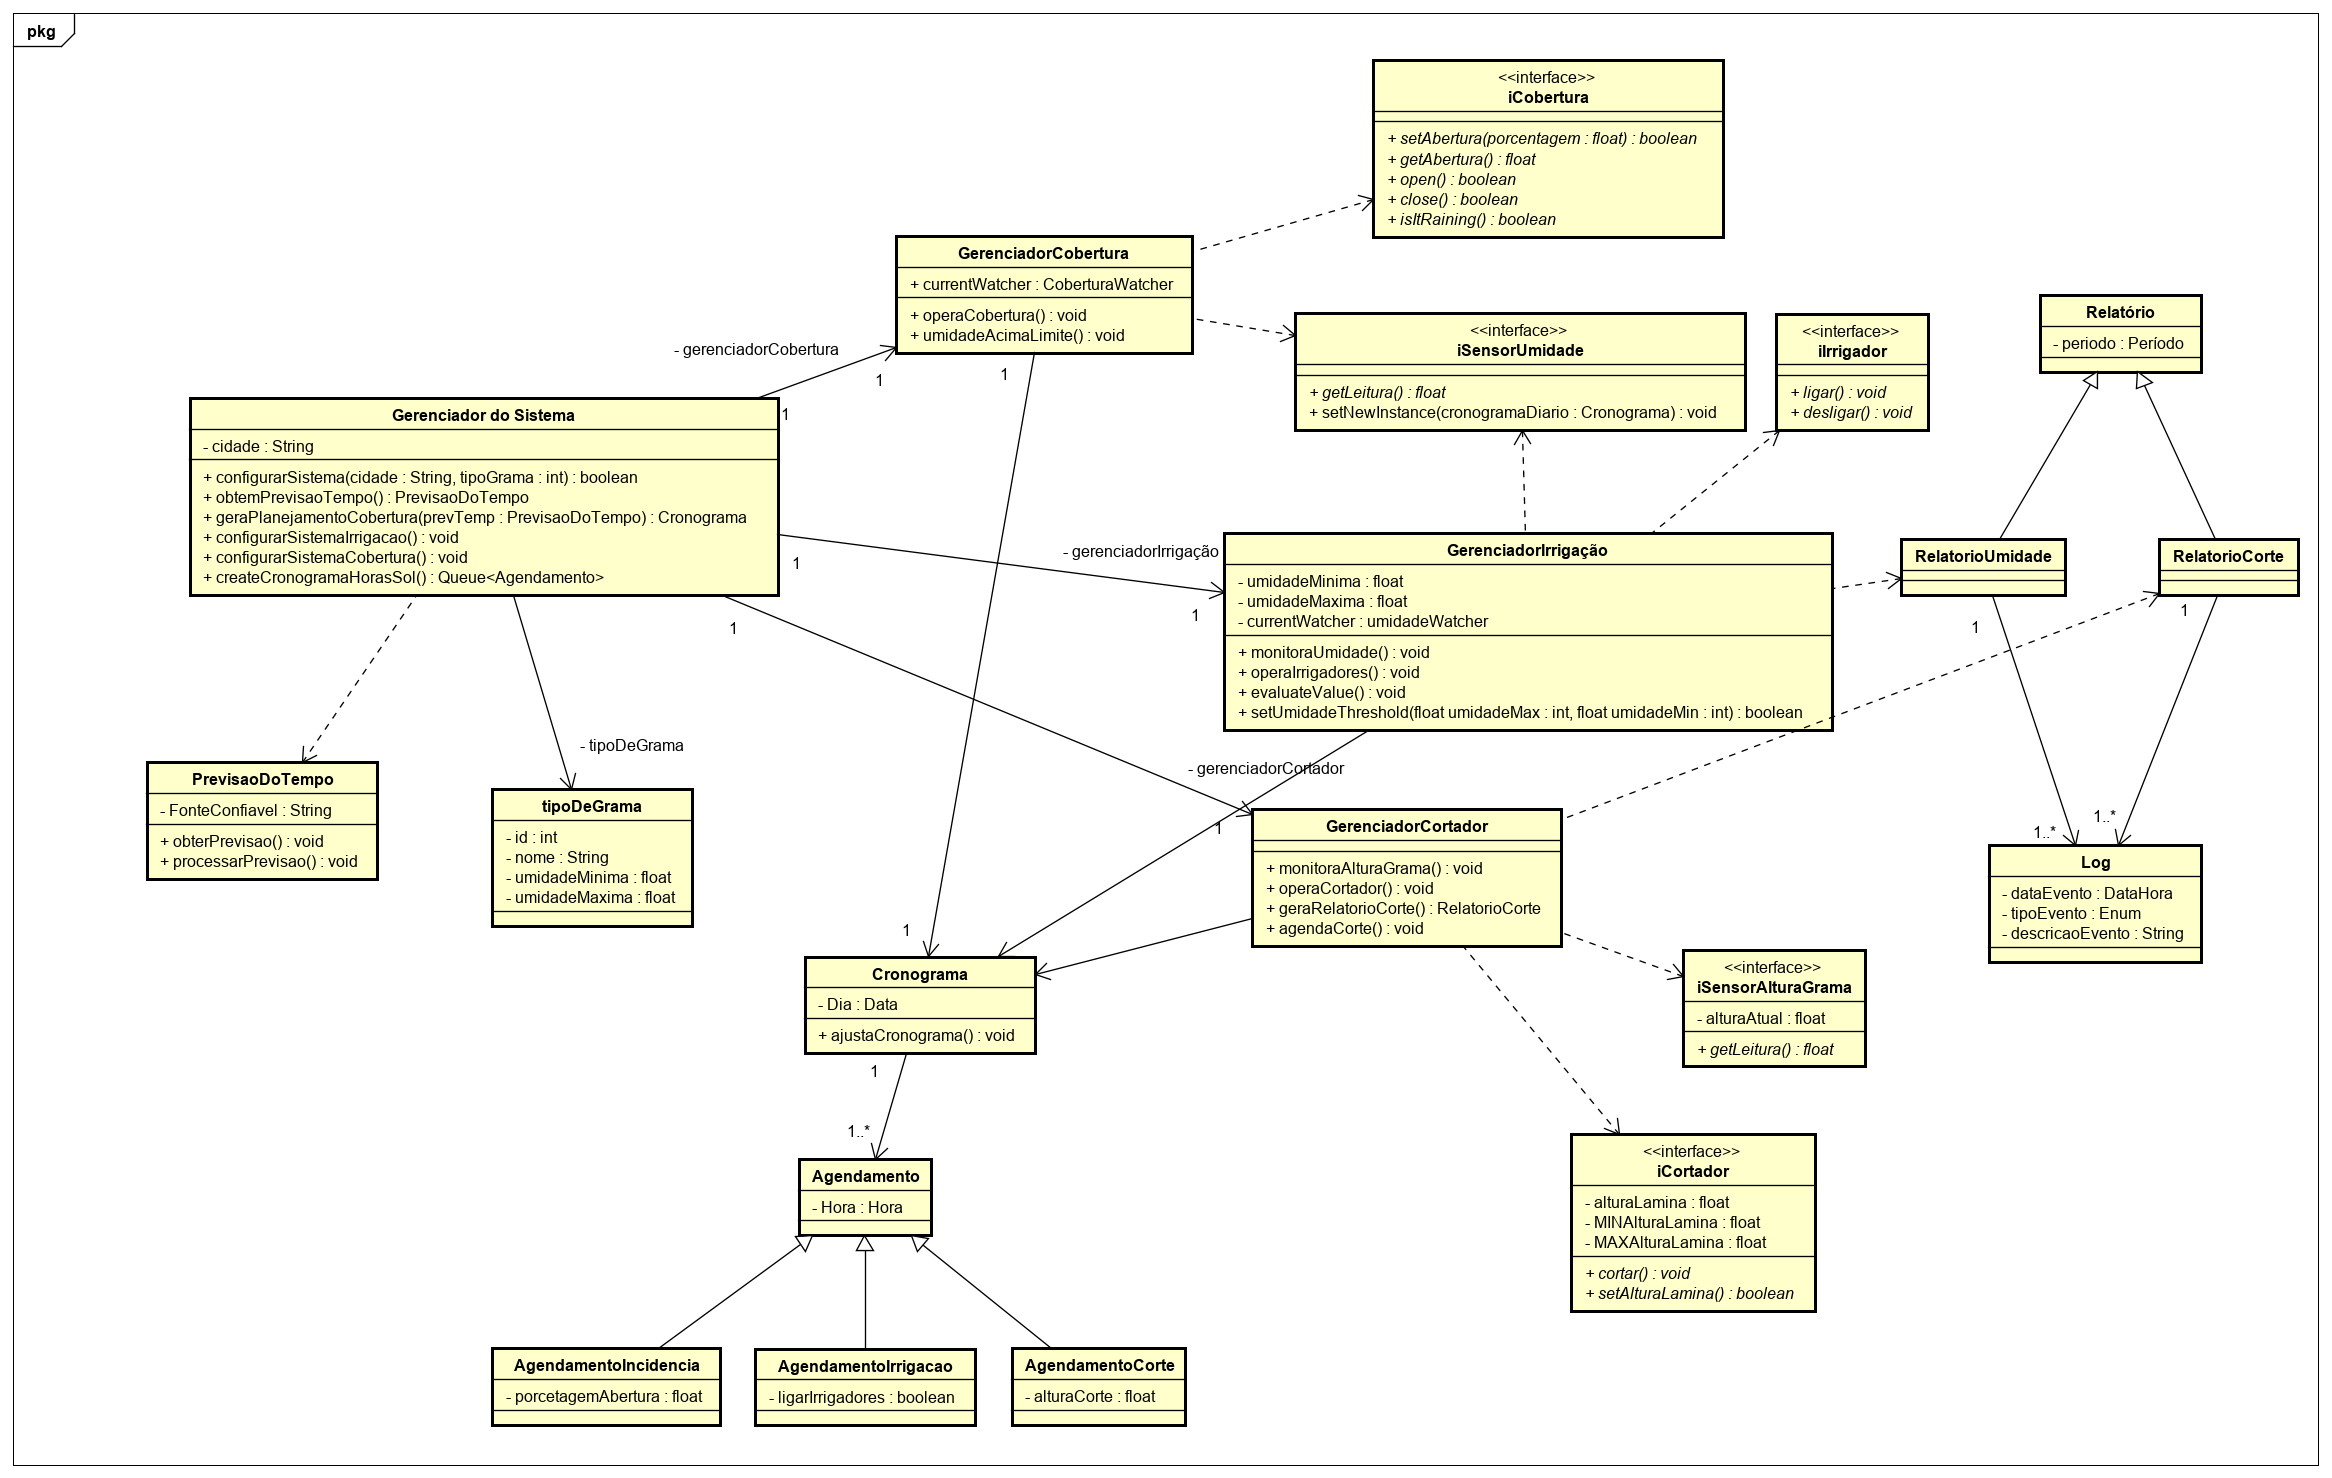 pkg
<<interface>>
iCobertura
+ setAbertura(porcentagem : float) : boolean
+ getAbertura() : float
+ open() : boolean
+ close() : boolean
+ isItRaining() : boolean
GerenciadorCobertura
+ currentWatcher : CoberturaWatcher
+ operaCobertura() : void
+ umidadeAcimaLimite() : void
<<interface>>
iSensorUmidade
+ getLeitura() : float
+ setNewInstance(cronogramaDiario : Cronograma) : void
<<interface>>
iIrrigador
+ ligar() : void
+ desligar() : void
Relatório
- periodo : Período
- gerenciadorCobertura
1
1
1
Gerenciador do Sistema
- cidade : String
+ configurarSistema(cidade : String, tipoGrama : int) : boolean
+ obtemPrevisaoTempo() : PrevisaoDoTempo
+ geraPlanejamentoCobertura(prevTemp : PrevisaoDoTempo) : Cronograma
+ configurarSistemaIrrigacao() : void
+ configurarSistemaCobertura() : void
+ createCronogramaHorasSol() : Queue<Agendamento>
- gerenciadorIrrigação
1
1
GerenciadorIrrigação
- umidadeMinima : float
- umidadeMaxima : float
- currentWatcher : umidadeWatcher
+ monitoraUmidade() : void
+ operaIrrigadores() : void
+ evaluateValue() : void
+ setUmidadeThreshold(float umidadeMax : int, float umidadeMin : int) : boolean
RelatorioUmidade
RelatorioCorte
1
1
1
- tipoDeGrama
- gerenciadorCortador
1
PrevisaoDoTempo
- FonteConfiavel : String
+ obterPrevisao() : void
+ processarPrevisao() : void
tipoDeGrama
- id : int
- nome : String
- umidadeMinima : float
- umidadeMaxima : float
GerenciadorCortador
+ monitoraAlturaGrama() : void
+ operaCortador() : void
+ geraRelatorioCorte() : RelatorioCorte
+ agendaCorte() : void
1..*
1..*
Log
- dataEvento : DataHora
- tipoEvento : Enum
- descricaoEvento : String
1
Cronograma
- Dia : Data
+ ajustaCronograma() : void
<<interface>>
iSensorAlturaGrama
- alturaAtual : float
+ getLeitura() : float
1
1..*
Agendamento
- Hora : Hora
<<interface>>
iCortador
- alturaLamina : float
- MINAlturaLamina : float
- MAXAlturaLamina : float
+ cortar() : void
+ setAlturaLamina() : boolean
AgendamentoIncidencia
- porcetagemAbertura : float
AgendamentoIrrigacao
- ligarIrrigadores : boolean
AgendamentoCorte
- alturaCorte : float